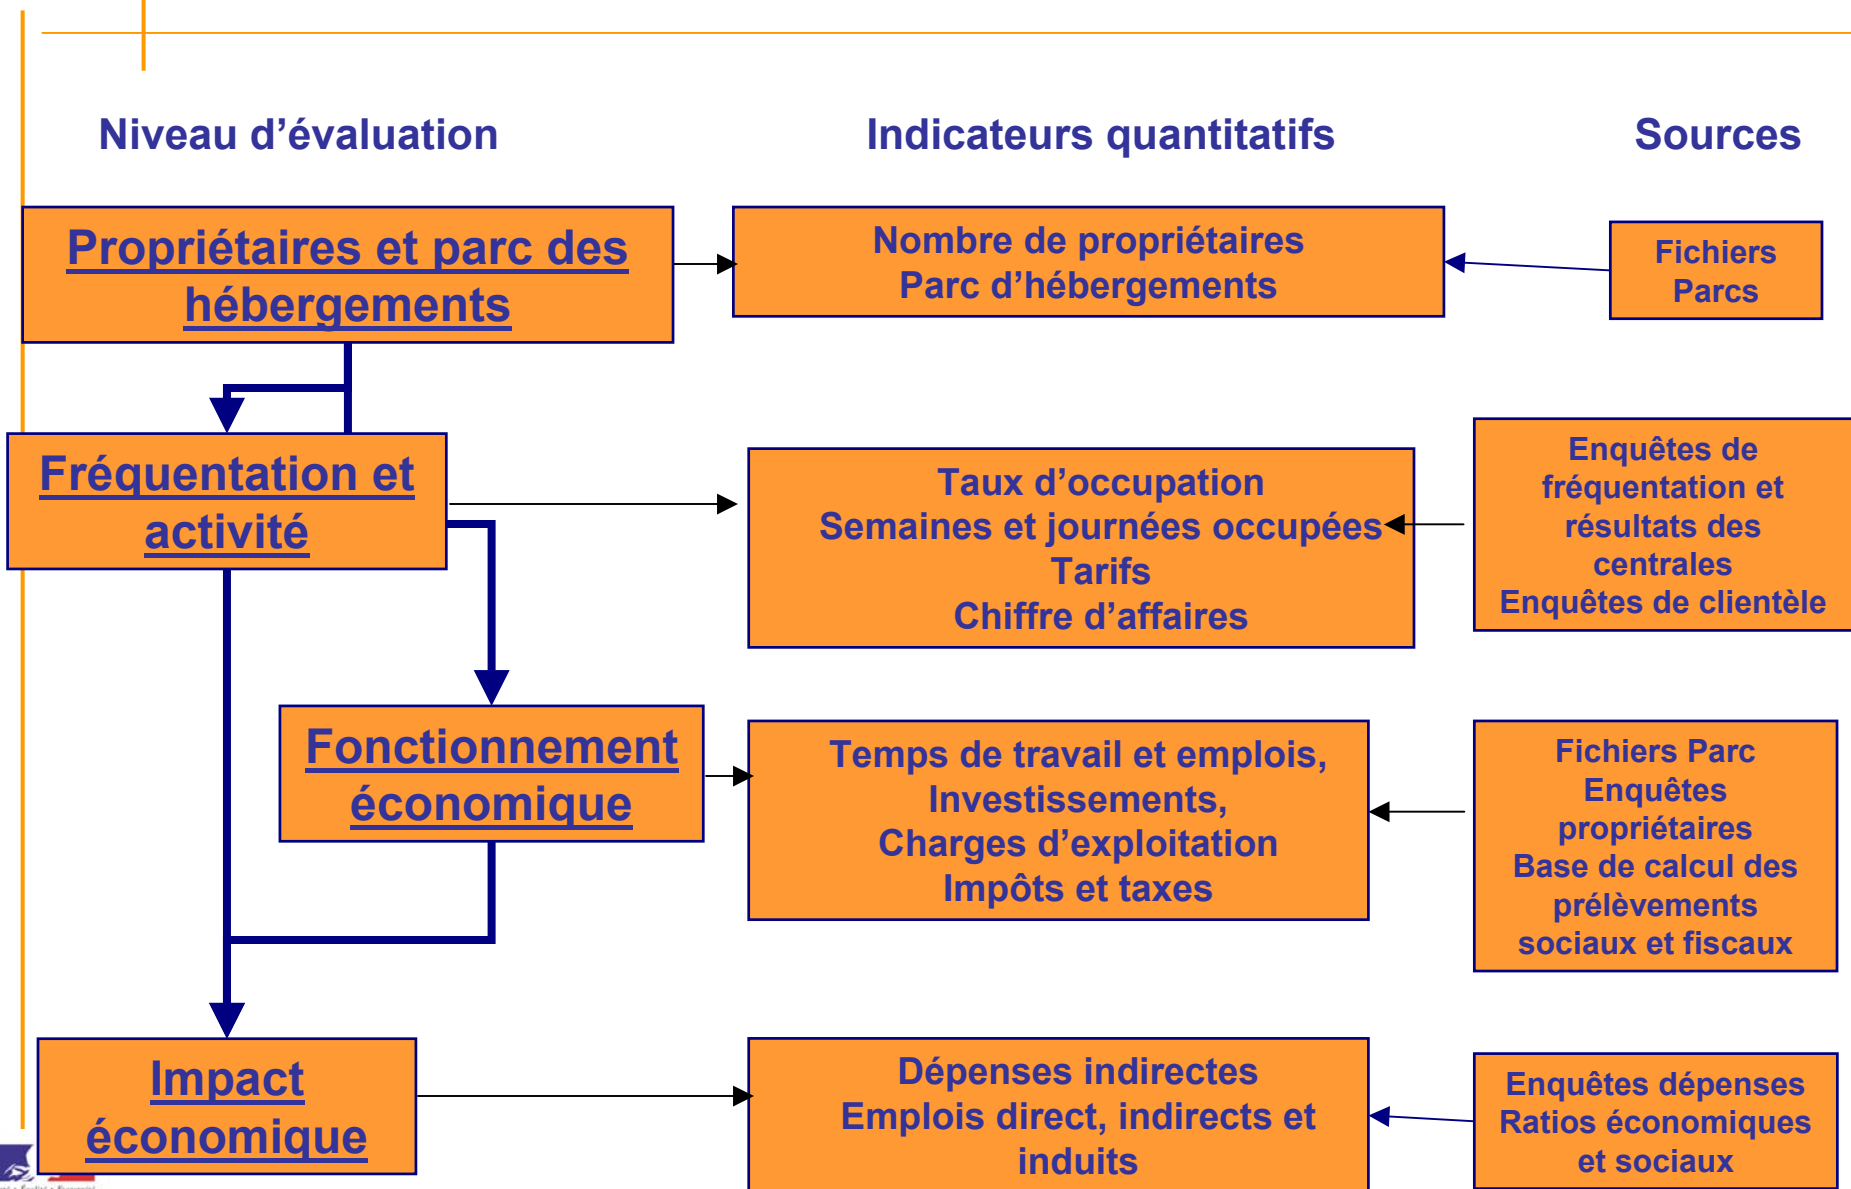 Niveau d'évaluation
Indicateurs quantitatifs
Sources
Propriétaires et parc des
hébergements
Nombre de propriétaires
Parc d'hébergements
Fichiers
Parcs
Fréquentation et
activité
Taux d'occupation
Semaines et journées occupées
Tarifs
Chiffre d'affaires
Enquêtes de
fréquentation et
résultats des
centrales
Enquêtes de clientèle
Fonctionnement
économique
Temps de travail et emplois,
Investissements,
Charges d'exploitation
Impôts et taxes
Fichiers Parc
Enquêtes
propriétaires
Base de calcul des
prélèvements
sociaux et fiscaux
Impact
économique
Dépenses indirectes
Emplois direct, indirects et
induits
Enquêtes dépenses
Ratios économiques
et sociaux